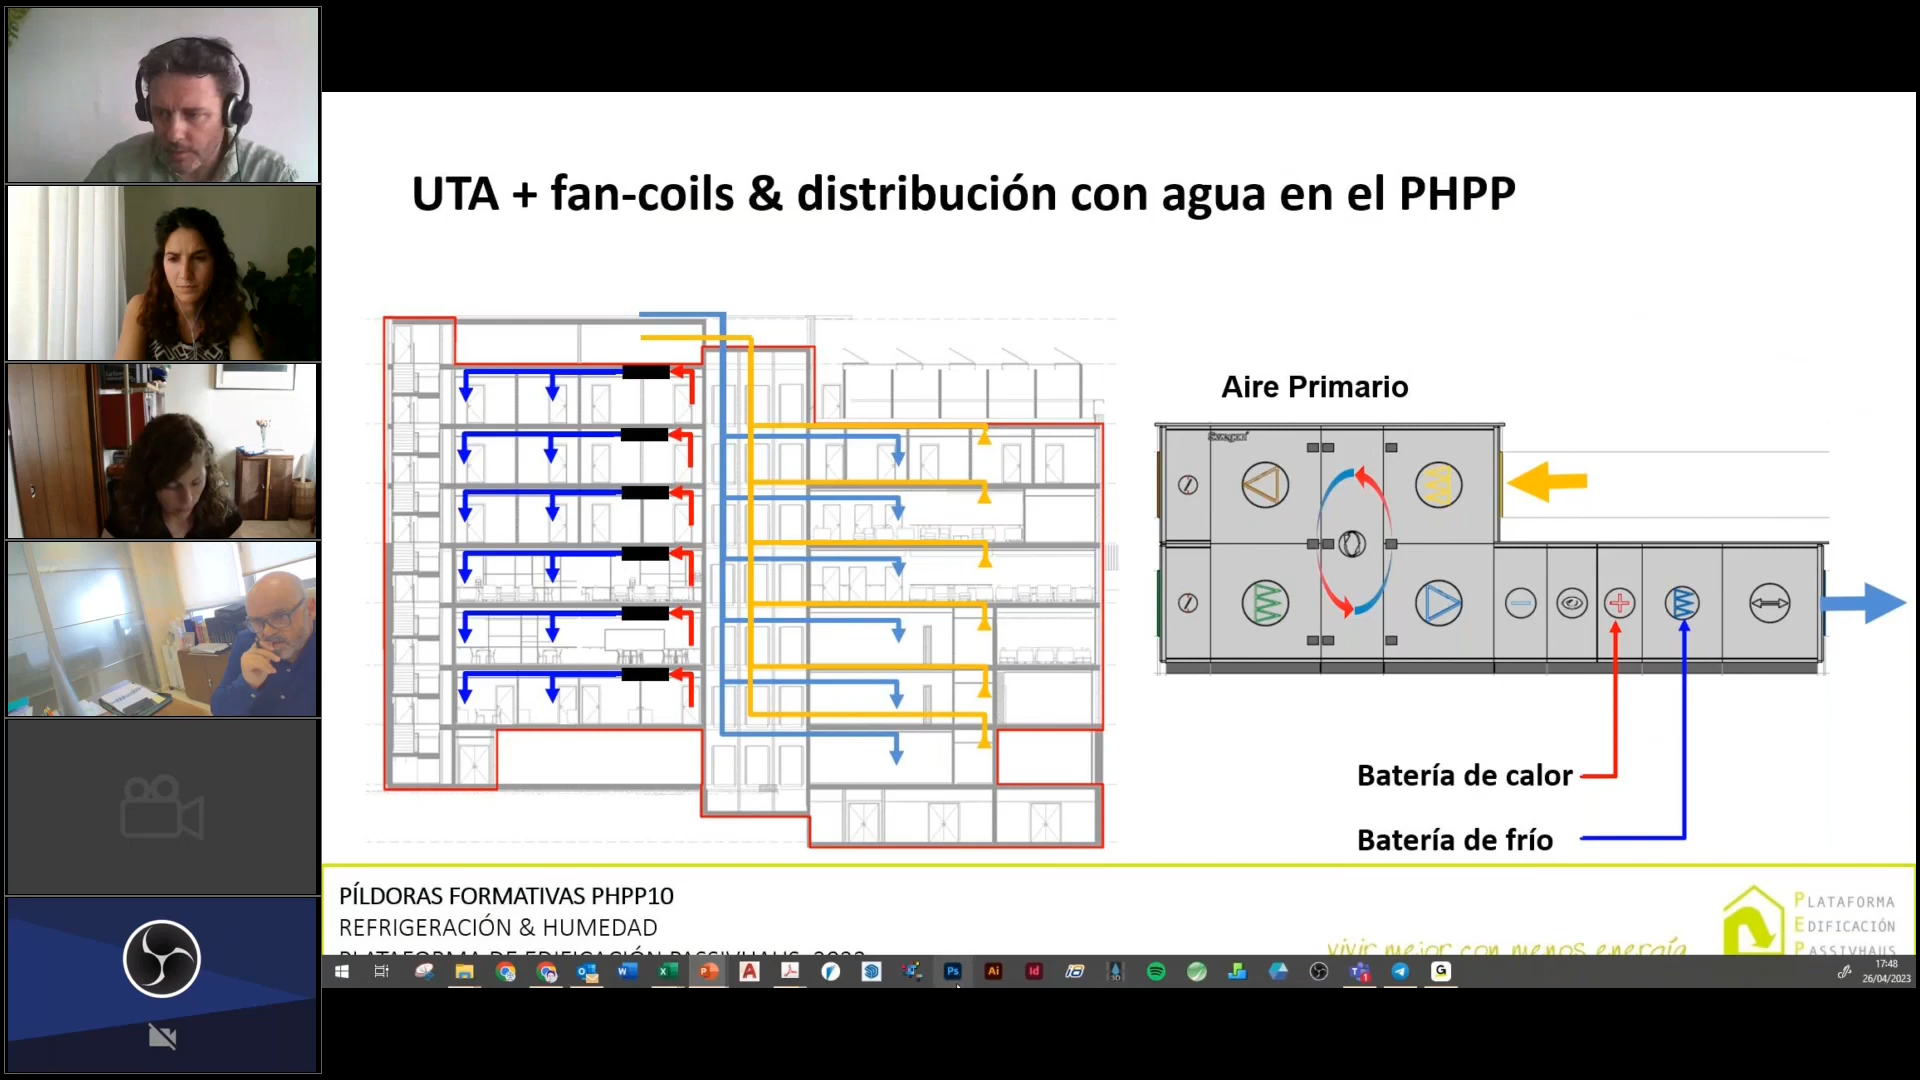 UTA + fan-coils & distribución con agua en el PHPP
Aire Primario
Batería de calor
Batería de frío
PÍLDORAS FORMATIVAS PHPP10
REFRIGERACIÓN & HUMEDAD
PLATAFORMA DE EDIFICACIÓN PASSIVHAUS
vivir mejor con menos energía
PLATAFORMA
EDIFICACIÓN
PASSIVHAUS
17:48
26/04/2023